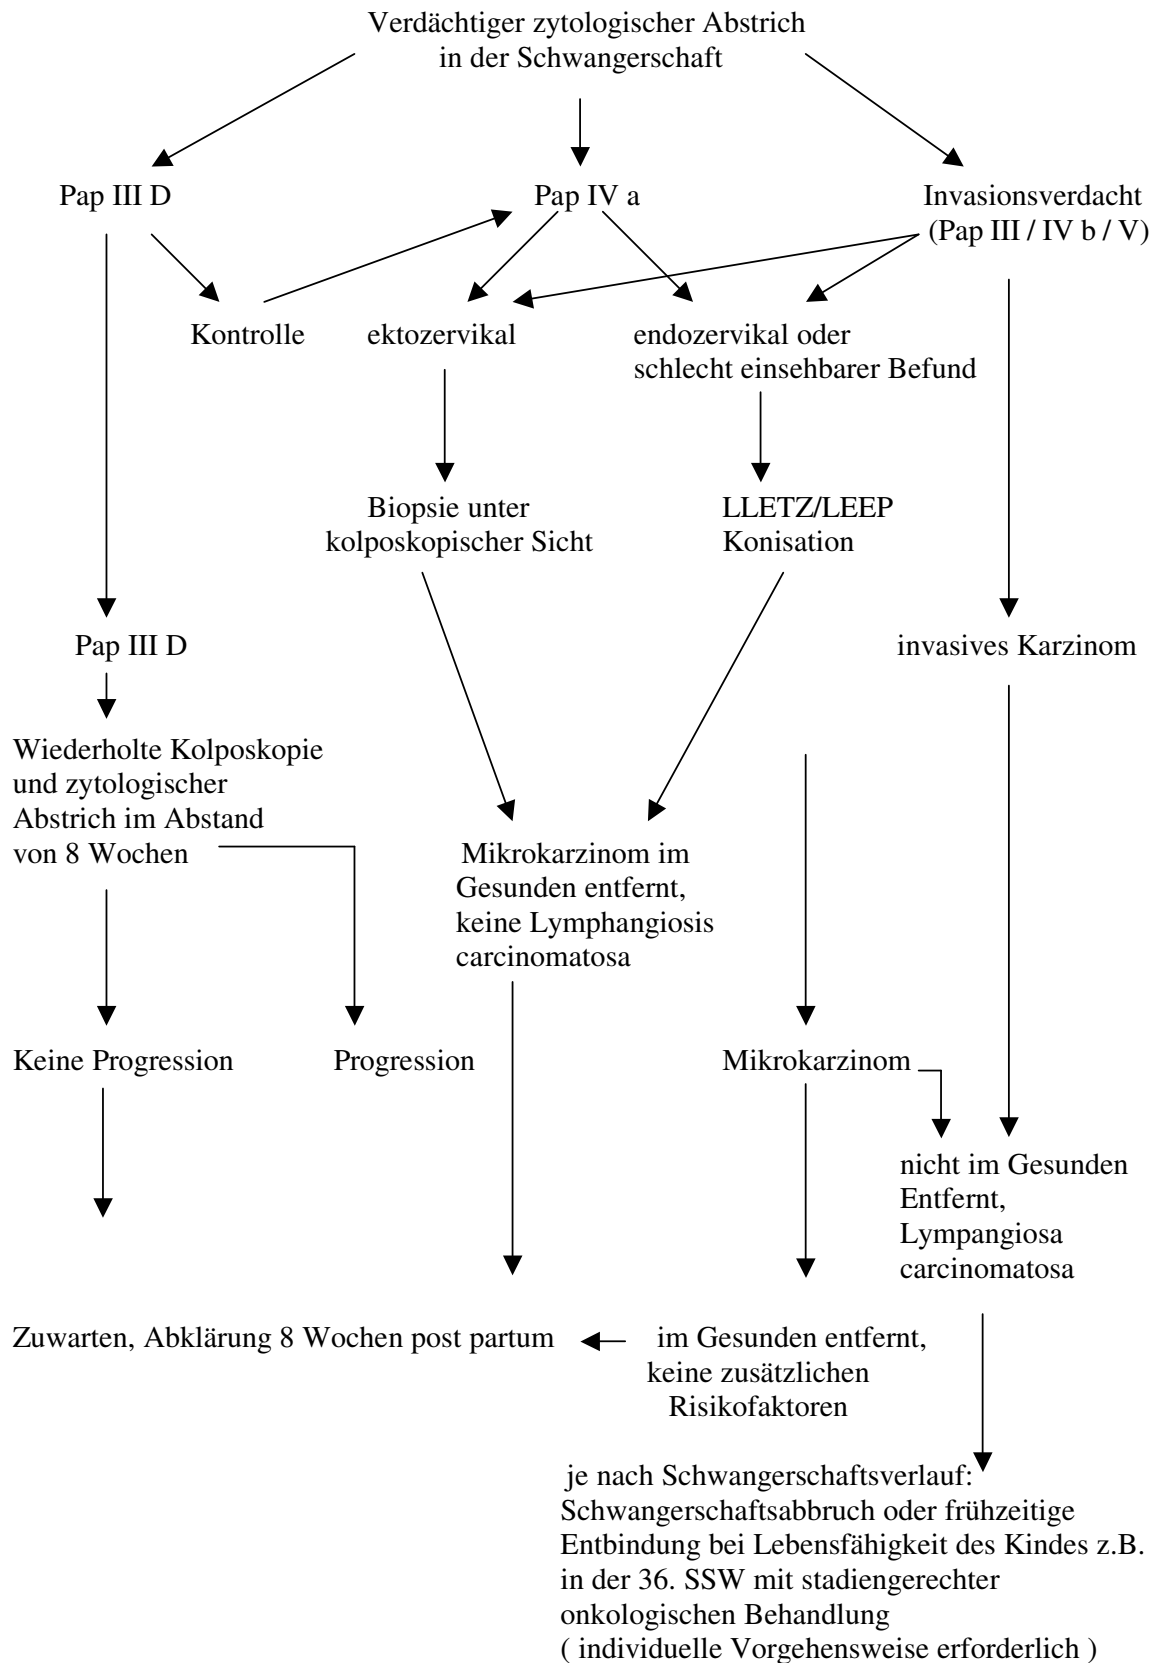 Verdächtiger zytologischer Abstrich
in der Schwangerschaft
Pap III D
Pap IV a
Invasionsverdacht
(Pap III / IV b / V)
Kontrolle
ektozervikal
endozervikal oder
schlecht einsehbarer Befund
Biopsie unter
kolposkopischer Sicht
LLETZ/LEEP
Konisation
Pap III D
invasives Karzinom
Wiederholte Kolposkopie
und zytologischer
Abstrich im Abstand
von 8 Wochen
Mikrokarzinom im
Gesunden entfernt,
keine Lymphangiosis
carcinomatosa
Keine Progression
Progression
Mikrokarzinom
nicht im Gesunden
Entfernt,
Lympangiosa
carcinomatosa
Zuwarten, Abklärung 8 Wochen post partum
im Gesunden entfernt,
keine zusätzlichen
Risikofaktoren
je nach Schwangerschaftsverlauf:
Schwangerschaftsabbruch oder frühzeitige
Entbindung bei Lebensfähigkeit des Kindes z.B.
in der 36. SSW mit stadiengerechter
onkologischen Behandlung
( individuelle Vorgehensweise erforderlich )